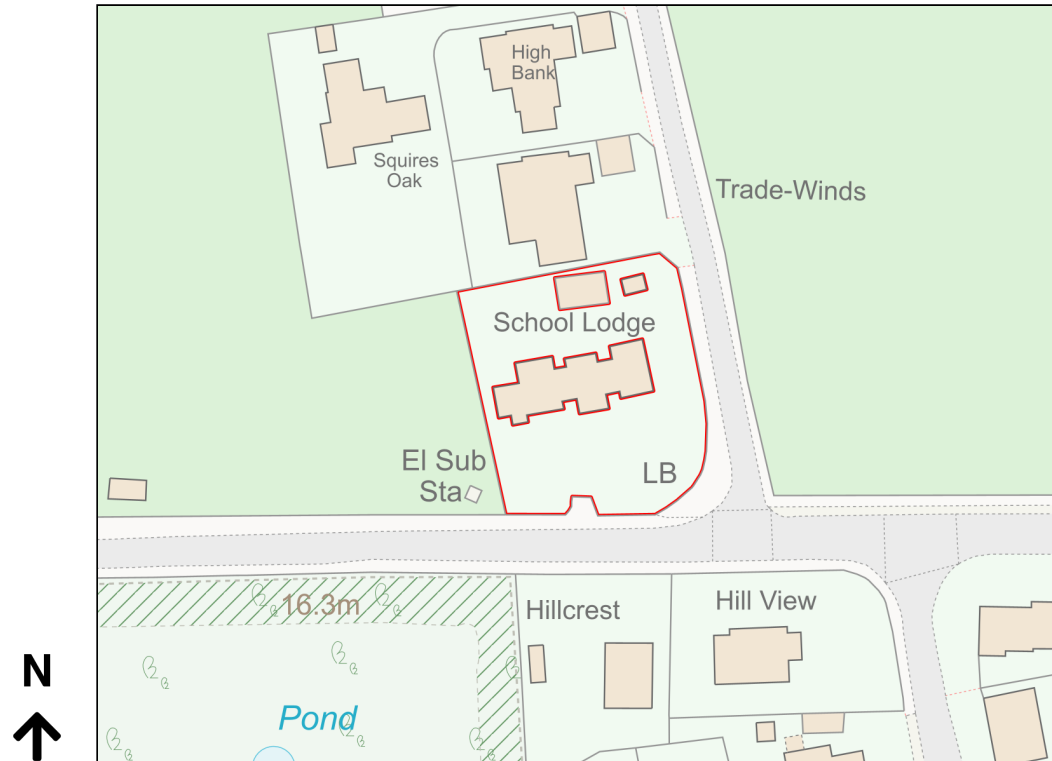 High
Bank
Squires
Oak
Trade-Winds
School Lodge
El Sub
Sta
LB
16.3m
Hillcrest
Hill View
N
Pond